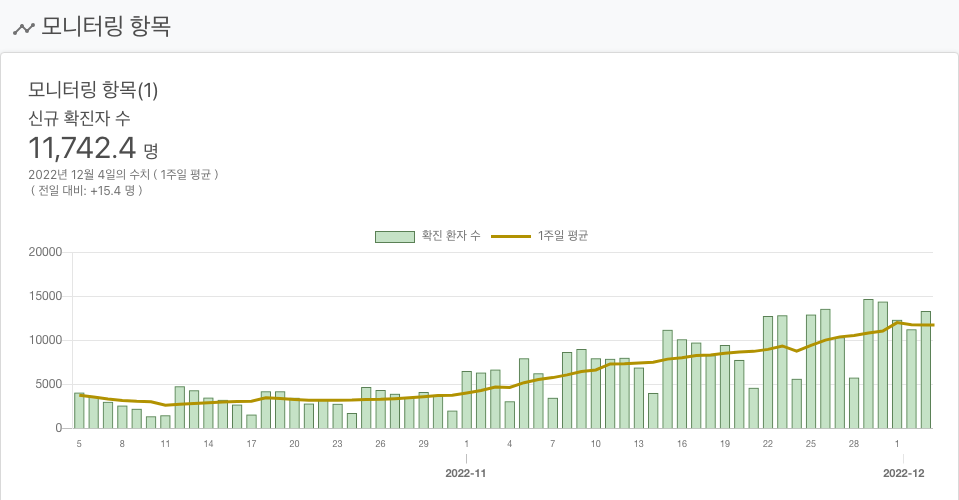 모니터링 항목
모니터링 항목(1)
신규 확진자 수
11,742.4 명
2022년 12월 4일의 수치 ( 1주일 평균 )
( 전일 대비: +15.4 명 )
확진 환자 수 1주일 평균
20000
15000
10000
5000
0
5 8 11 14 17 20 23 26 29 1 4 7 10 13 16 19 22 25 28 1
2022-11 2022-12